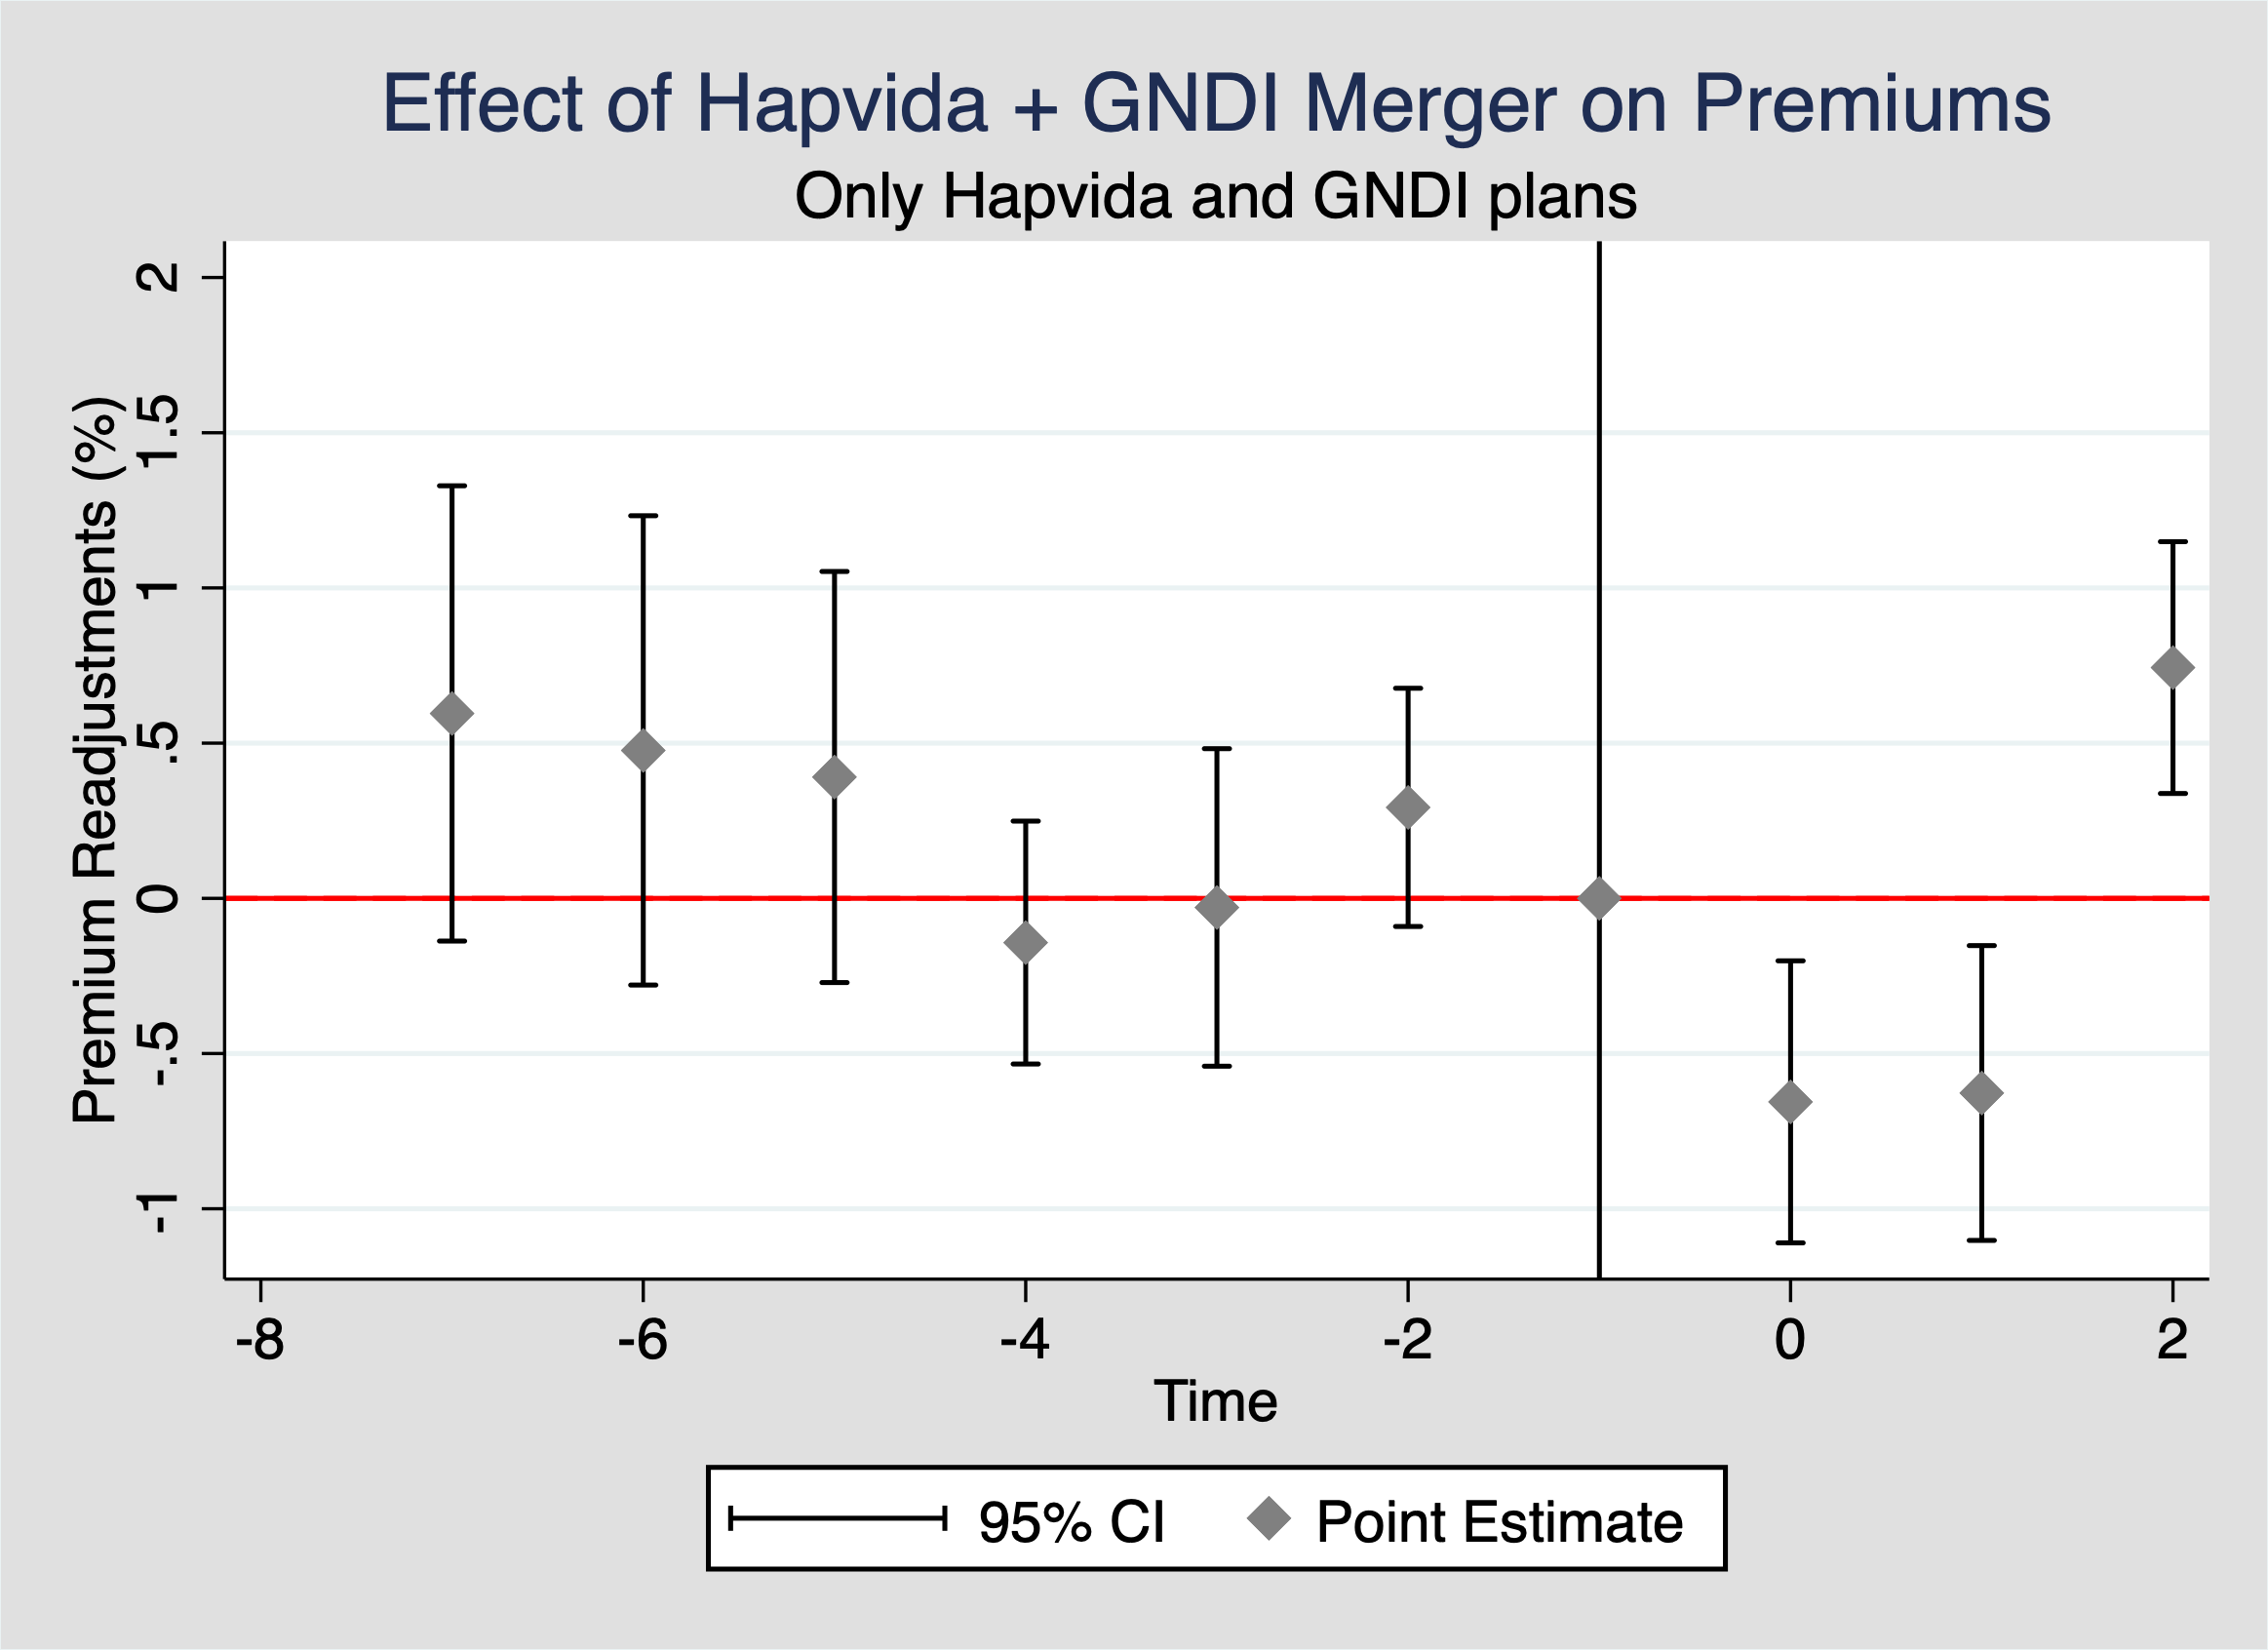 Effect of Hapvida + GNDI Merger on Premiums
Only Hapvida and GNDI plans
Premium Readjustments (%)
2
1.5
1
.5
0
-.5
-1
-8 -6 -4 -2 0 2
Time
95% CI Point Estimate